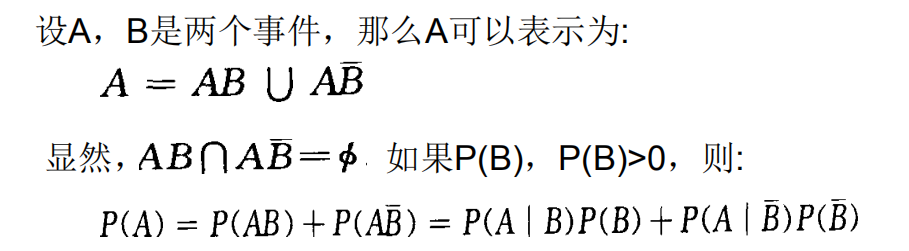 设A，B是两个事件，那么A可以表示为:
A = AB ∪ AB̄
显然，AB∩AB̄=ϕ. 如果P(B)，P(B)>0，则:
P(A) = P(AB) + P(AB̄) = P(A | B)P(B) + P(A | B̄)P(B̄)